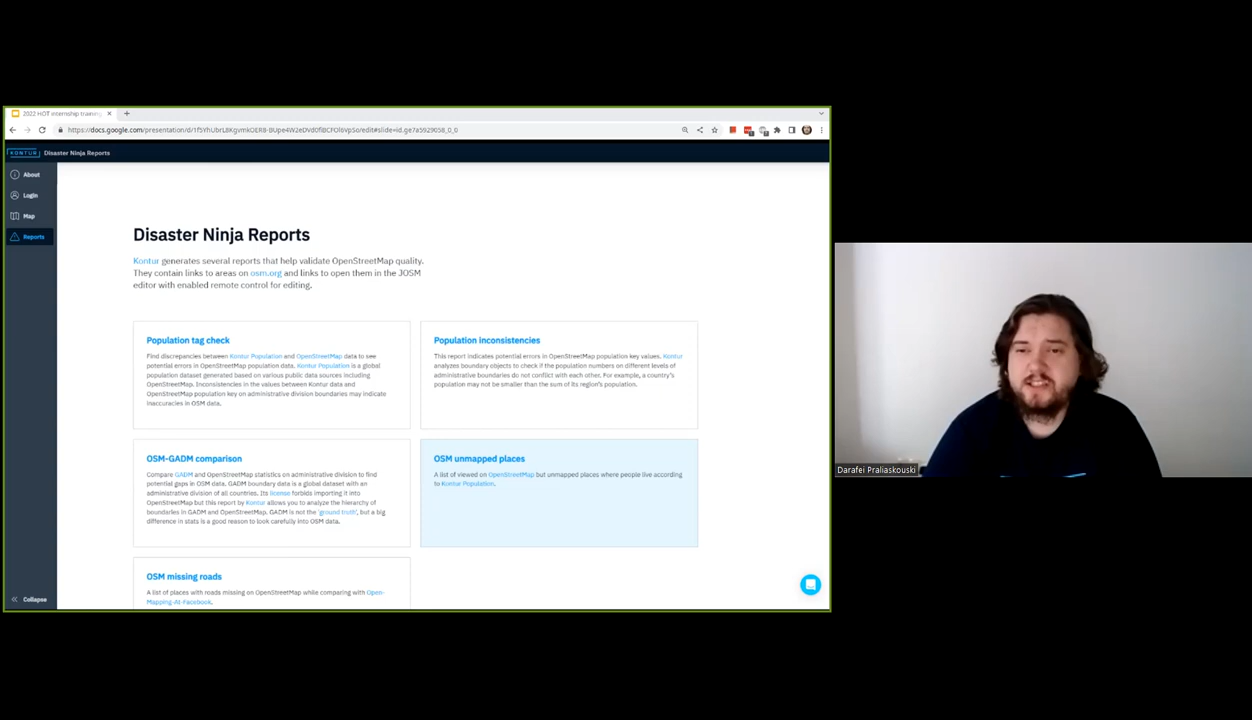 2022 HOT internship training
KONTUR Disaster Ninja Reports
About
Login
Map
Reports
Collapse
Disaster Ninja Reports
Kontur generates several reports that help validate OpenStreetMap quality.
They contain links to areas on osm.org and links to open them in the JOSM
editor with enabled remote control for editing.
Population tag check
Find discrepancies between Kontur Population and OpenStreetMap data to see
potential errors in OpenStreetMap population data. Kontur Population is a global
population dataset generated based on various public data sources including
OpenStreetMap. Inconsistencies in the values between Kontur data and
OpenStreetMap population key on administrative division boundaries may indicate
inaccuracies in OSM data.
Population inconsistencies
This report indicates potential errors in OpenStreetMap population key values. Kontur
analyzes boundary objects to check if the population numbers on different levels of
administrative boundaries do not conflict with each other. For example, a country's
population may not be smaller than the sum of its region's population.
OSM-GADM comparison
Compare GADM and OpenStreetMap statistics on administrative division to find
potential gaps in OSM data. GADM boundary data is a global dataset with an
administrative division of all countries. Its license forbids importing it into
OpenStreetMap but this report by Kontur allows you to analyze the hierarchy of
boundaries in GADM and OpenStreetMap. GADM is not the 'ground truth', but a big
difference in stats is a good reason to look carefully into OSM data.
OSM unmapped places
A list of viewed on OpenStreetMap but unmapped places where people live according
to Kontur Population.
OSM missing roads
A list of places with roads missing on OpenStreetMap while comparing with Open-
Mapping-At-Facebook.
Darafei Praliaskouski